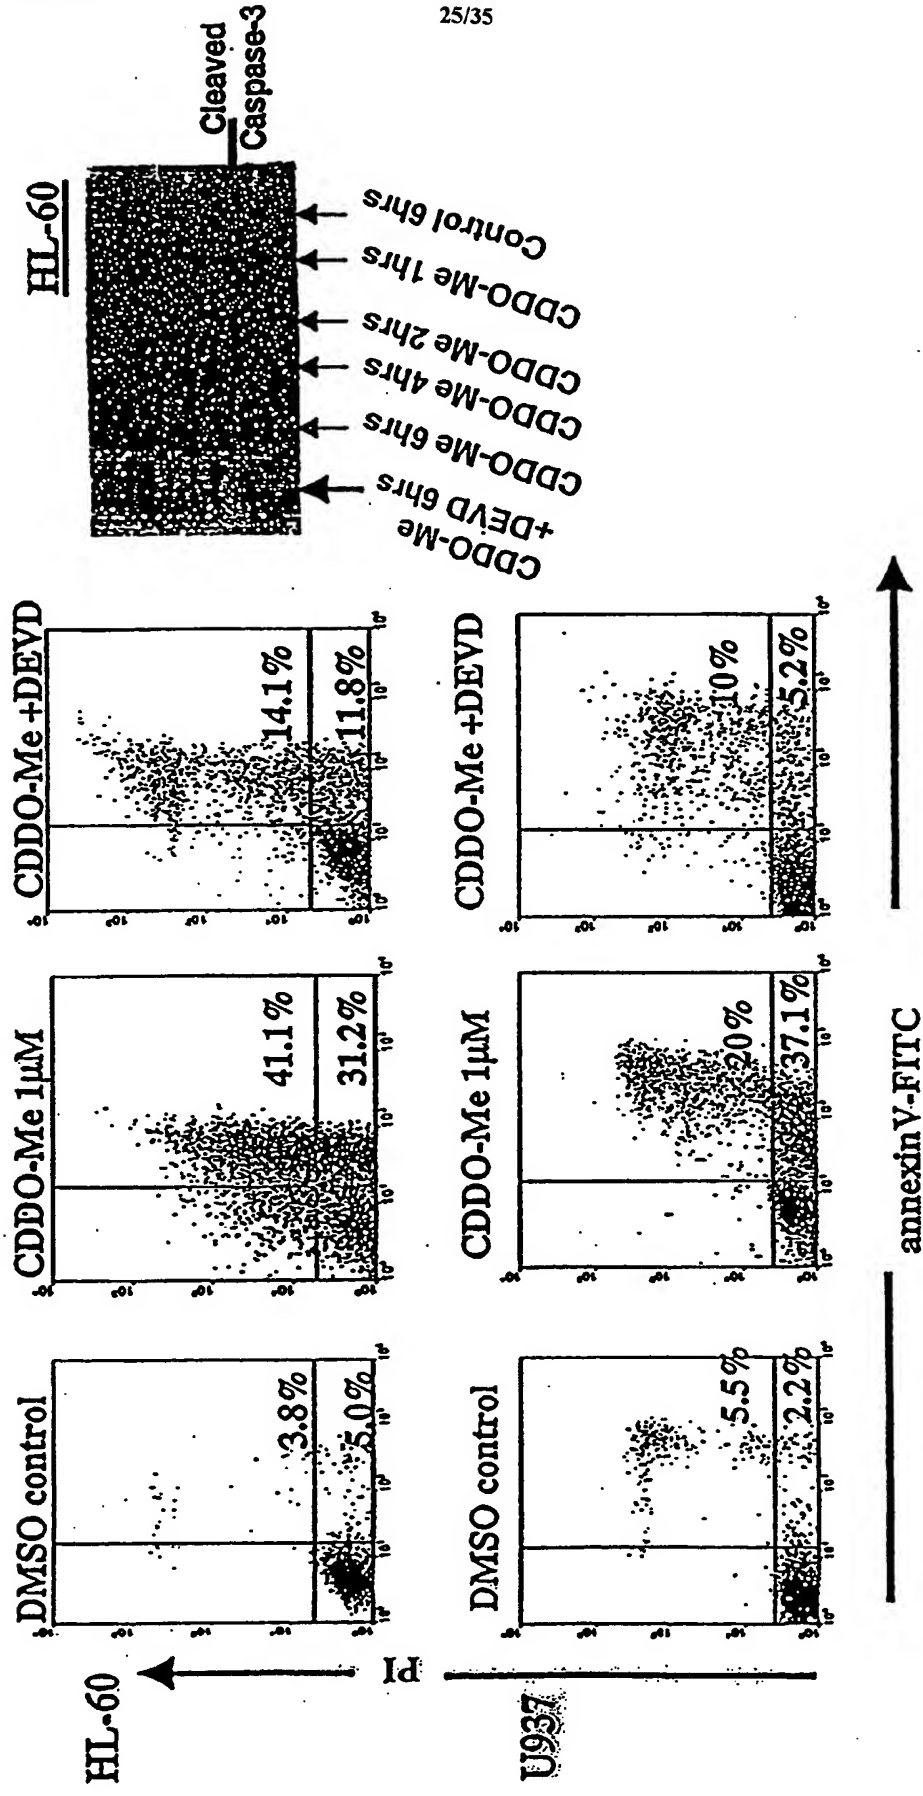 25/35
HL-60
DMSO control
3.8%
5.0%
CDDO-Me 1µM
41.1%
31.2%
CDDO-Me +DEVD
14.1%
11.8%
HL-60
Cleaved
Caspase-3
CDDO-Me
+DEVD 6hrs
CDDO-Me 6hrs
CDDO-Me 4hrs
CDDO-Me 2hrs
CDDO-Me 1hrs
Control 6hrs
PI
U937
DMSO control
5.5%
2.2%
CDDO-Me 1µM
20%
37.1%
CDDO-Me +DEVD
10%
5.2%
annexinV-FITC